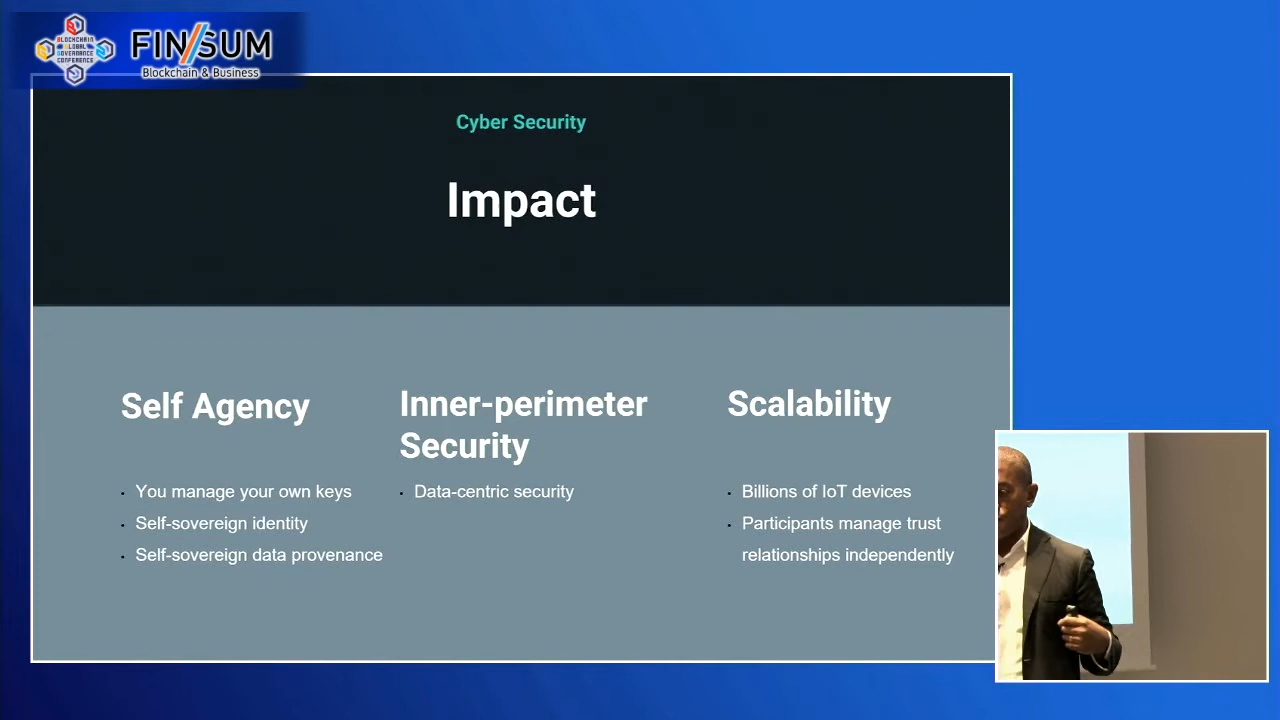 BLOCKCHAIN
GLOBAL
GOVERNANCE
CONFERENCE
FIN/SUM
Blockchain & Business
Cyber Security
Impact
Self Agency
Inner-perimeter
Security
Scalability
· You manage your own keys
· Self-sovereign identity
· Self-sovereign data provenance
· Data-centric security
· Billions of IoT devices
· Participants manage trust
relationships independently